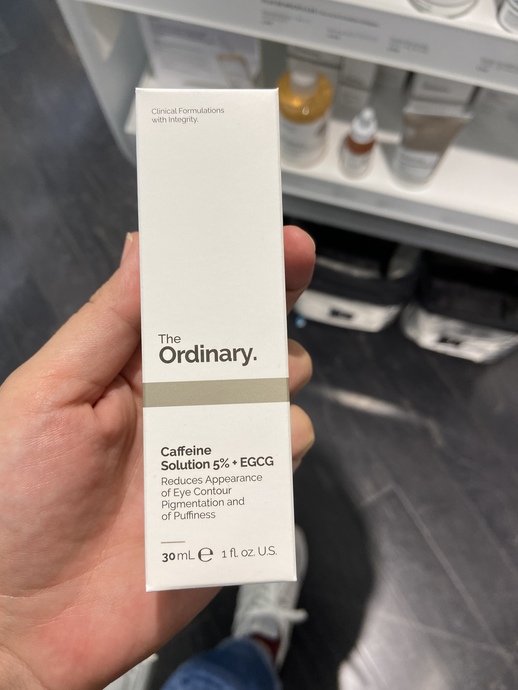 Clinical Formulations
with Integrity.
The
Ordinary.
Caffeine
Solution 5% + EGCG
Reduces Appearance
of Eye Contour
Pigmentation and
of Puffiness
30 mL ℮ 1 fl. oz. U.S.